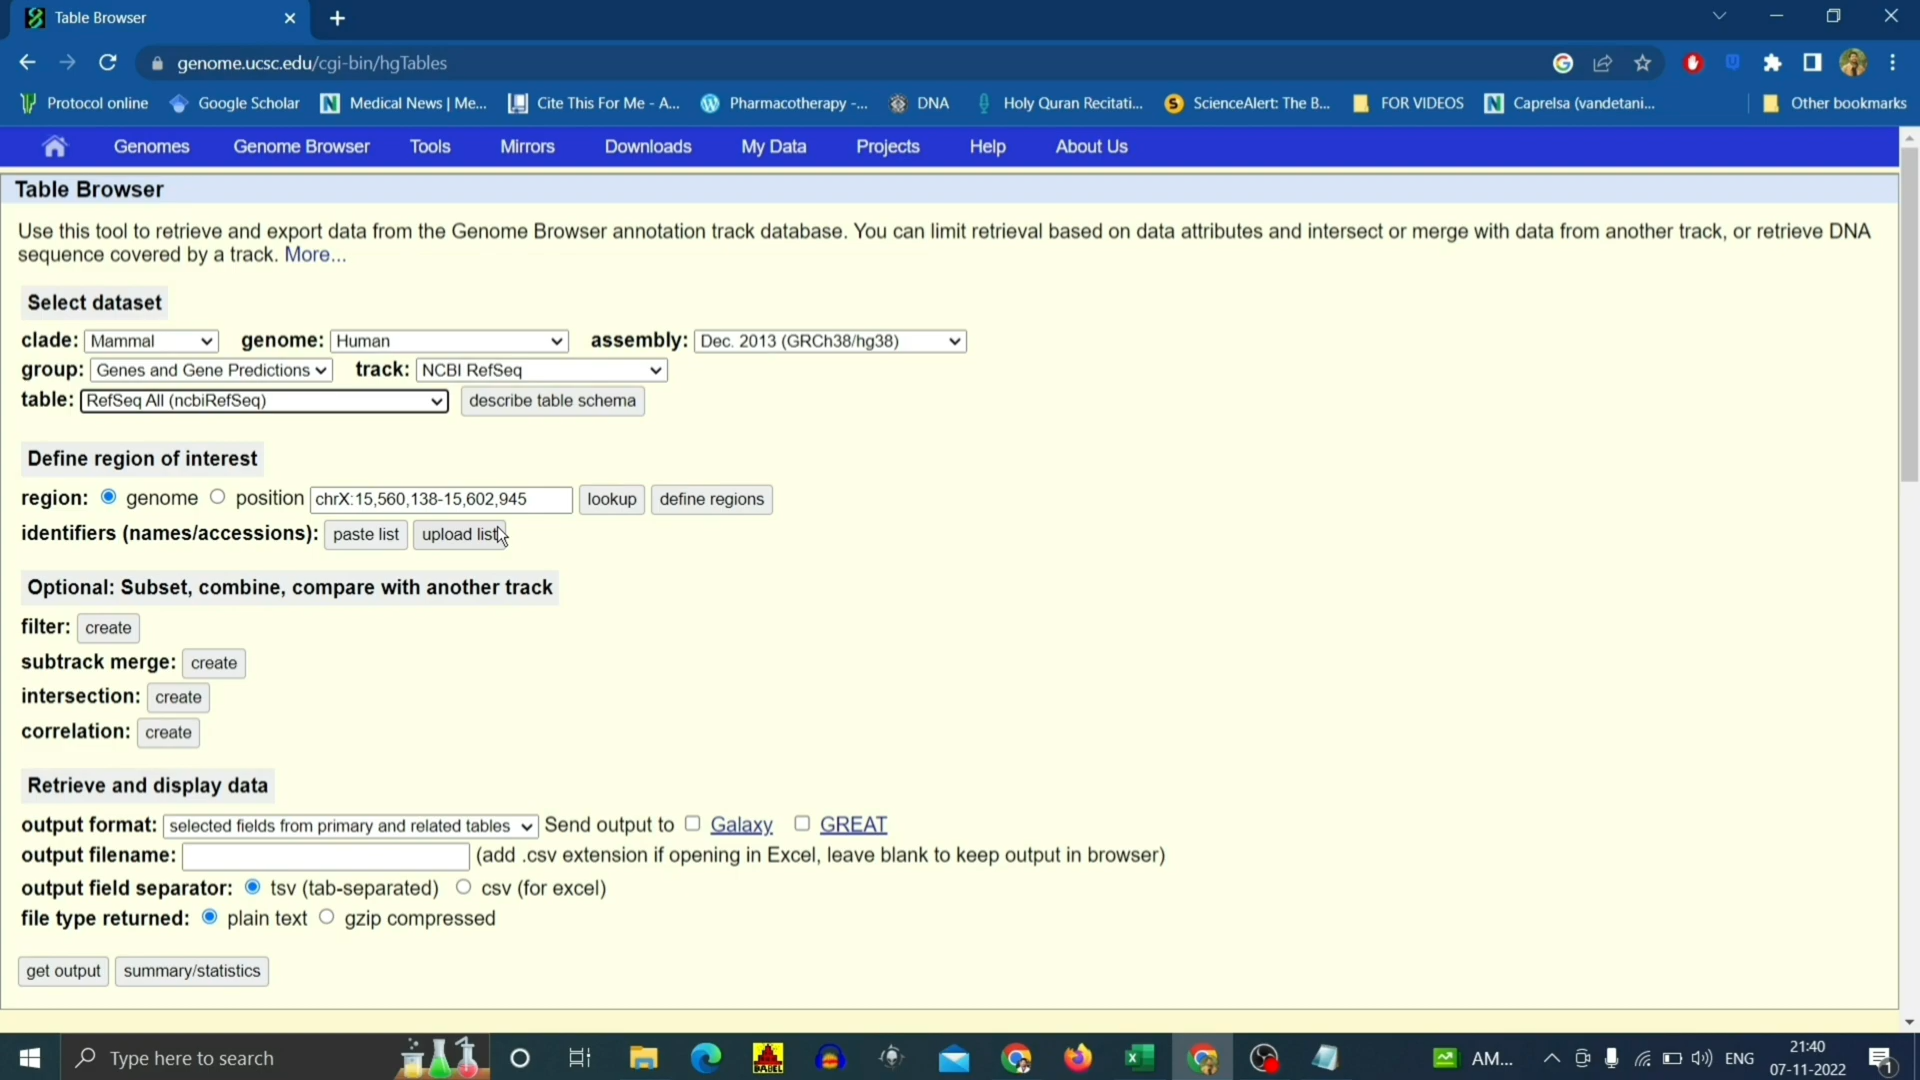 Table Browser
genome.ucsc.edu/cgi-bin/hgTables
Protocol online Google Scholar Medical News | Me... Cite This For Me - A... Pharmacotherapy -... DNA Holy Quran Recitati... ScienceAlert: The B... FOR VIDEOS Caprelsa (vandetani... Other bookmarks
Genomes Genome Browser Tools Mirrors Downloads My Data Projects Help About Us
Table Browser
Use this tool to retrieve and export data from the Genome Browser annotation track database. You can limit retrieval based on data attributes and intersect or merge with data from another track, or retrieve DNA
sequence covered by a track. More...
Select dataset
clade: Mammal genome: Human assembly: Dec. 2013 (GRCh38/hg38)
group: Genes and Gene Predictions track: NCBI RefSeq
table: RefSeq All (ncbiRefSeq) describe table schema
Define region of interest
region: genome position chrX:15,560,138-15,602,945 lookup define regions
identifiers (names/accessions): paste list upload list
Optional: Subset, combine, compare with another track
filter: create
subtrack merge: create
intersection: create
correlation: create
Retrieve and display data
output format: selected fields from primary and related tables Send output to Galaxy GREAT
output filename: (add .csv extension if opening in Excel, leave blank to keep output in browser)
output field separator: tsv (tab-separated) csv (for excel)
file type returned: plain text gzip compressed
get output summary/statistics
Type here to search AM... ENG 21:40
07-11-2022 1